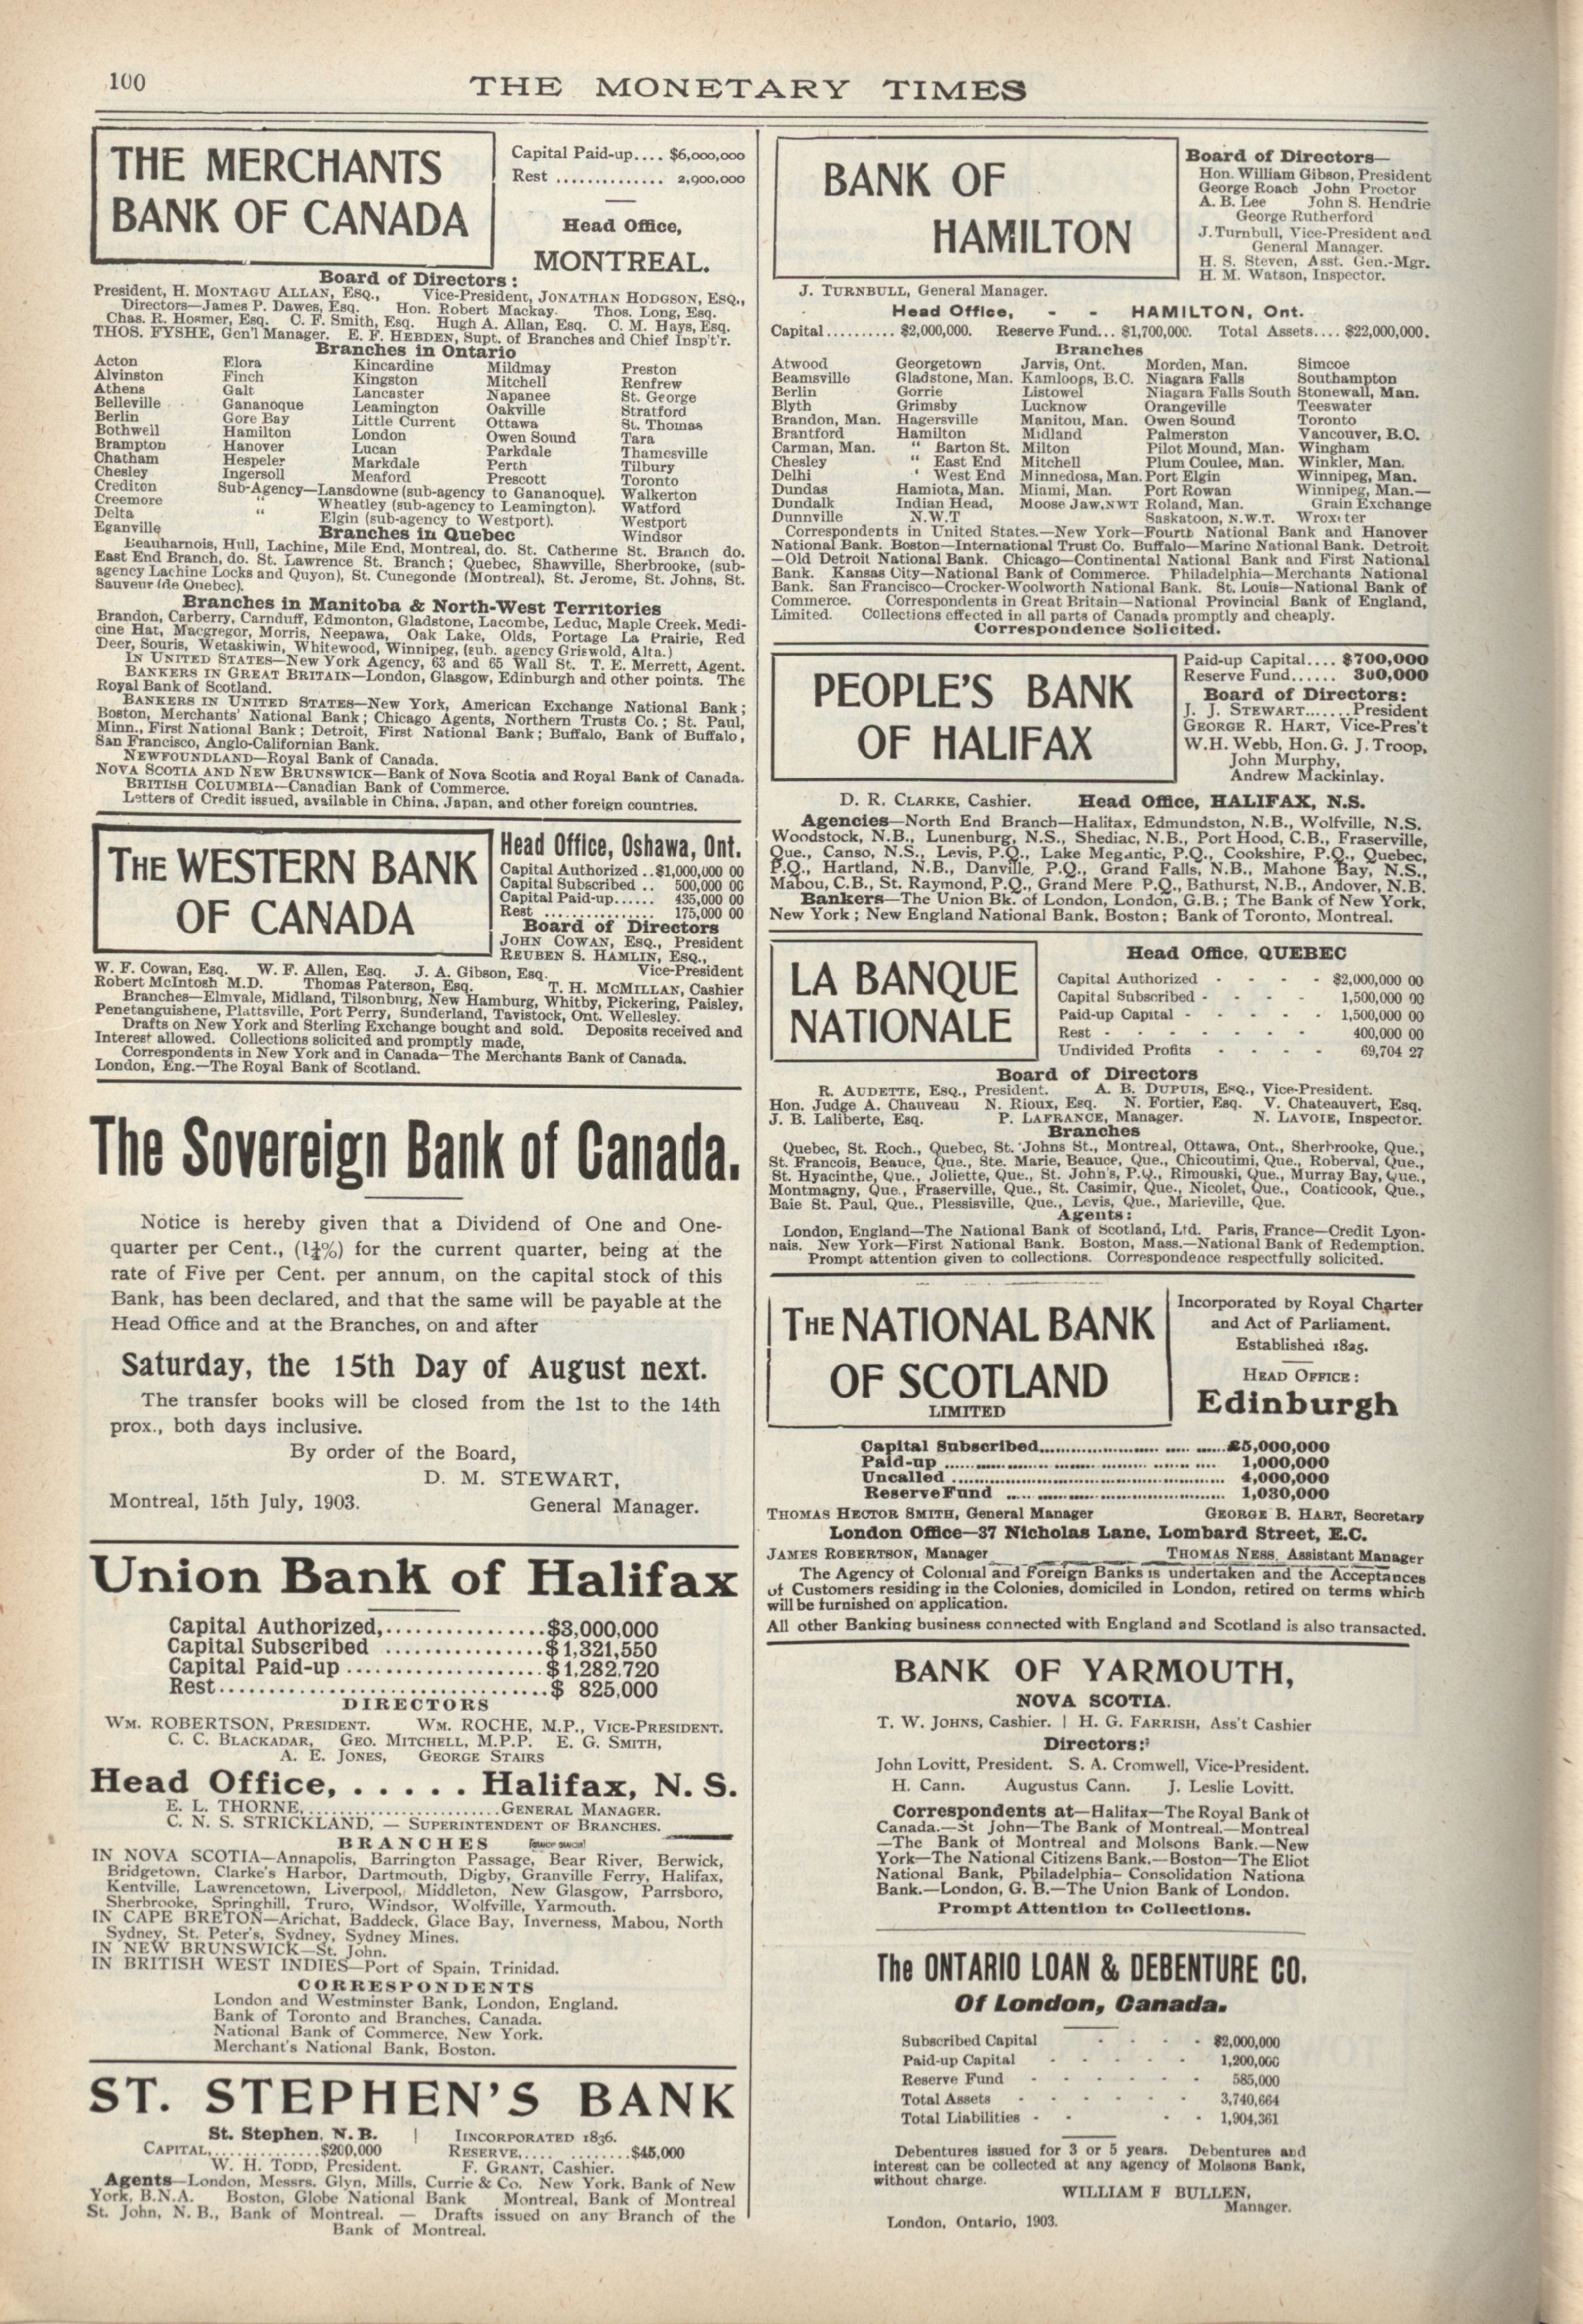 100
THE MONETARY TIMES
THE MERCHANTS
BANK OF CANADA
Capital Paid-up.... $6,000,000
Rest .............. 2,900,000
Head Office,
MONTREAL.
Board of Directors:
President, H. MONTAGU ALLAN, ESQ., Vice-President, JONATHAN HODGSON, ESQ.,
Directors—James P. Dawes, Esq. Hon. Robert Mackay. Thos. Long, Esq.
Chas. R. Hosmer, Esq. C. F. Smith, Esq. Hugh A. Allan, Esq. C. M. Hays, Esq.
THOS. FYSHE, Gen'l Manager. E. F. HEBDEN, Supt. of Branches and Chief Insp't'r.
Branches in Ontario
Acton Elora Kincardine Mildmay Preston
Alvinston Finch Kingston Mitchell Renfrew
Athens Galt Lancaster Napanee St. George
Belleville Gananoque Leamington Oakville Stratford
Berlin Gore Bay Little Current Ottawa St. Thomas
Bothwell Hamilton London Owen Sound Tara
Brampton Hanover Lucan Parkdale Thamesville
Chatham Hespeler Markdale Perth Tilbury
Chesley Ingersoll Meaford Prescott Toronto
Crediton Sub-Agency—Lansdowne (sub-agency to Gananoque). Walkerton
Creemore " Wheatley (sub-agency to Leamington). Watford
Delta " Elgin (sub-agency to Westport). Westport
Eganville Windsor
Branches in Quebec
Beauharnois, Hull, Lachine, Mile End, Montreal, do. St. Catherine St. Branch do.
East End Branch, do. St. Lawrence St. Branch; Quebec, Shawville, Sherbrooke, (sub-
agency Lachine Locks and Quyon), St. Cunegonde (Montreal), St. Jerome, St. Johns, St.
Sauveur (de Quebec).
Branches in Manitoba & North-West Territories
Brandon, Carberry, Carnduff, Edmonton, Gladstone, Lacombe, Leduc, Maple Creek. Medi-
cine Hat, Macgregor, Morris, Neepawa, Oak Lake, Olds, Portage La Prairie, Red
Deer, Souris, Wetaskiwin, Whitewood, Winnipeg, (sub. agency Griswold, Alta.)
IN UNITED STATES—New York Agency, 63 and 65 Wall St. T. E. Merrett, Agent.
BANKERS IN GREAT BRITAIN—London, Glasgow, Edinburgh and other points. The
Royal Bank of Scotland.
BANKERS IN UNITED STATES—New York, American Exchange National Bank;
Boston, Merchants' National Bank; Chicago Agents, Northern Trusts Co.; St. Paul,
Minn., First National Bank; Detroit, First National Bank; Buffalo, Bank of Buffalo,
San Francisco, Anglo-Californian Bank.
NEWFOUNDLAND—Royal Bank of Canada.
NOVA SCOTIA AND NEW BRUNSWICK—Bank of Nova Scotia and Royal Bank of Canada.
BRITISH COLUMBIA—Canadian Bank of Commerce.
Letters of Credit issued, available in China, Japan, and other foreign countries.
THE WESTERN BANK
OF CANADA
Head Office, Oshawa, Ont.
Capital Authorized ..$1,000,000 00
Capital Subscribed .. 500,000 00
Capital Paid-up...... 435,000 00
Rest ................ 175,000 00
Board of Directors
JOHN COWAN, ESQ., President
REUBEN S. HAMLIN, ESQ.,
Vice-President
W. F. Cowan, Esq. W. F. Allen, Esq. J. A. Gibson, Esq.
Robert McIntosh M.D. Thomas Paterson, Esq. T. H. MCMILLAN, Cashier
Branches—Elmvale, Midland, Tilsonburg, New Hamburg, Whitby, Pickering, Paisley,
Penetanguishene, Plattsville, Port Perry, Sunderland, Tavistock, Ont. Wellesley.
Drafts on New York and Sterling Exchange bought and sold. Deposits received and
Interest allowed. Collections solicited and promptly made,
Correspondents in New York and in Canada—The Merchants Bank of Canada.
London, Eng.—The Royal Bank of Scotland.
The Sovereign Bank of Canada.
Notice is hereby given that a Dividend of One and One-
quarter per Cent., (1¼%) for the current quarter, being at the
rate of Five per Cent. per annum, on the capital stock of this
Bank, has been declared, and that the same will be payable at the
Head Office and at the Branches, on and after
Saturday, the 15th Day of August next.
The transfer books will be closed from the 1st to the 14th
prox., both days inclusive.
By order of the Board,
D. M. STEWART,
Montreal, 15th July, 1903. General Manager.
Union Bank of Halifax
Capital Authorized,................$3,000,000
Capital Subscribed ................$1,321,550
Capital Paid-up....................$1,282,720
Rest...............................$ 825,000
DIRECTORS
WM. ROBERTSON, PRESIDENT. WM. ROCHE, M.P., VICE-PRESIDENT.
C. C. BLACKADAR, GEO. MITCHELL, M.P.P. E. G. SMITH,
A. E. JONES, GEORGE STAIRS
Head Office, . . . . . . Halifax, N. S.
E. L. THORNE,.........................GENERAL MANAGER.
C. N. S. STRICKLAND, — SUPERINTENDENT OF BRANCHES.
BRANCHES
IN NOVA SCOTIA—Annapolis, Barrington Passage, Bear River, Berwick,
Bridgetown, Clarke's Harbor, Dartmouth, Digby, Granville Ferry, Halifax,
Kentville, Lawrencetown, Liverpool, Middleton, New Glasgow, Parrsboro,
Sherbrooke, Springhill, Truro, Windsor, Wolfville, Yarmouth.
IN CAPE BRETON—Arichat, Baddeck, Glace Bay, Inverness, Mabou, North
Sydney, St. Peter's, Sydney, Sydney Mines.
IN NEW BRUNSWICK—St. John.
IN BRITISH WEST INDIES—Port of Spain, Trinidad.
CORRESPONDENTS
London and Westminster Bank, London, England.
Bank of Toronto and Branches, Canada.
National Bank of Commerce, New York.
Merchant's National Bank, Boston.
ST. STEPHEN'S BANK
St. Stephen, N. B. | IINCORPORATED 1836.
CAPITAL,..............$200,000 RESERVE,.............$45,000
W. H. TODD, President. F. GRANT, Cashier.
Agents—London, Messrs. Glyn, Mills, Currie & Co. New York, Bank of New
York, B.N.A. Boston, Globe National Bank Montreal, Bank of Montreal
St. John, N. B., Bank of Montreal. — Drafts issued on any Branch of the
Bank of Montreal.
BANK OF
HAMILTON
Board of Directors—
Hon. William Gibson, President
George Roach John Proctor
A. B. Lee John S. Hendrie
George Rutherford
J. Turnbull, Vice-President and
General Manager.
H. S. Steven, Asst. Gen.-Mgr.
H. M. Watson, Inspector.
J. TURNBULL, General Manager.
Head Office, - - HAMILTON, Ont.
Capital.......... $2,000,000. Reserve Fund... $1,700,000. Total Assets.... $22,000,000.
Branches
Atwood Georgetown Jarvis, Ont. Morden, Man. Simcoe
Beamsville Gladstone, Man. Kamloops, B.C. Niagara Falls Southampton
Berlin Gorrie Listowel Niagara Falls South Stonewall, Man.
Blyth Grimsby Lucknow Orangeville Teeswater
Brandon, Man. Hagersville Manitou, Man. Owen Sound Toronto
Brantford Hamilton Midland Palmerston Vancouver, B.C.
Carman, Man. " Barton St. Milton Pilot Mound, Man. Wingham
Chesley " East End Mitchell Plum Coulee, Man. Winkler, Man.
Delhi ' West End Minnedosa, Man. Port Elgin Winnipeg, Man.
Dundas Hamiota, Man. Miami, Man. Port Rowan Winnipeg, Man.—
Dundalk Indian Head, Moose Jaw, NWT Roland, Man. Grain Exchange
Dunnville N.W.T Saskatoon, N.W.T. Wroxeter
Correspondents in United States.—New York—Fourth National Bank and Hanover
National Bank. Boston—International Trust Co. Buffalo—Marine National Bank. Detroit
—Old Detroit National Bank. Chicago—Continental National Bank and First National
Bank. Kansas City—National Bank of Commerce. Philadelphia—Merchants National
Bank. San Francisco—Crocker-Woolworth National Bank. St. Louis—National Bank of
Commerce. Correspondents in Great Britain—National Provincial Bank of England,
Limited. Collections effected in all parts of Canada promptly and cheaply.
Correspondence Solicited.
PEOPLE'S BANK
OF HALIFAX
Paid-up Capital.... $700,000
Reserve Fund...... 300,000
Board of Directors:
J. J. STEWART.......President
GEORGE R. HART, Vice-Pres't
W.H. Webb, Hon. G. J. Troop,
John Murphy,
Andrew Mackinlay.
D. R. CLARKE, Cashier. Head Office, HALIFAX, N.S.
Agencies—North End Branch—Halifax, Edmundston, N.B., Wolfville, N.S.
Woodstock, N.B., Lunenburg, N.S., Shediac, N.B., Port Hood, C.B., Fraserville,
Que., Canso, N.S., Levis, P.Q., Lake Megantic, P.Q., Cookshire, P.Q., Quebec,
P.Q., Hartland, N.B., Danville, P.Q., Grand Falls, N.B., Mahone Bay, N.S.,
Mabou, C.B., St. Raymond, P.Q., Grand Mere P.Q., Bathurst, N.B., Andover, N.B.
Bankers—The Union Bk. of London, London, G.B.; The Bank of New York,
New York; New England National Bank, Boston; Bank of Toronto, Montreal.
LA BANQUE
NATIONALE
Head Office, QUEBEC
Capital Authorized - - - - $2,000,000 00
Capital Subscribed - - - - 1,500,000 00
Paid-up Capital - - - - - 1,500,000 00
Rest - - - - - - - 400,000 00
Undivided Profits - - - - 69,704 27
Board of Directors
R. AUDETTE, ESQ., President. A. B. DUPUIS, ESQ., Vice-President.
Hon. Judge A. Chauveau N. Rioux, Esq. N. Fortier, Esq. V. Chateauvert, Esq.
J. B. Laliberte, Esq. P. LAFRANCE, Manager. N. LAVOIE, Inspector.
Branches
Quebec, St. Roch., Quebec, St. Johns St., Montreal, Ottawa, Ont., Sherbrooke, Que.,
St. Francois, Beauce, Que., Ste. Marie, Beauce, Que., Chicoutimi, Que., Roberval, Que.,
St. Hyacinthe, Que., Joliette, Que., St. John's, P.Q., Rimouski, Que., Murray Bay, Que.,
Montmagny, Que., Fraserville, Que., St. Casimir, Que., Nicolet, Que., Coaticook, Que.,
Baie St. Paul, Que., Plessisville, Que., Levis, Que., Marieville, Que.
Agents:
London, England—The National Bank of Scotland, Ltd. Paris, France—Credit Lyon-
nais. New York—First National Bank. Boston, Mass.—National Bank of Redemption.
Prompt attention given to collections. Correspondence respectfully solicited.
THE NATIONAL BANK
OF SCOTLAND
LIMITED
Incorporated by Royal Charter
and Act of Parliament.
Established 1825.
HEAD OFFICE:
Edinburgh
Capital Subscribed..............................£5,000,000
Paid-up ........................................ 1,000,000
Uncalled ....................................... 4,000,000
Reserve Fund ................................... 1,030,000
THOMAS HECTOR SMITH, General Manager GEORGE B. HART, Secretary
London Office—37 Nicholas Lane, Lombard Street, E.C.
JAMES ROBERTSON, Manager THOMAS NESS, Assistant Manager
The Agency of Colonial and Foreign Banks is undertaken and the Acceptances
of Customers residing in the Colonies, domiciled in London, retired on terms which
will be furnished on application.
All other Banking business connected with England and Scotland is also transacted.
BANK OF YARMOUTH,
NOVA SCOTIA.
T. W. JOHNS, Cashier. | H. G. FARRISH, Ass't Cashier
Directors:
John Lovitt, President. S. A. Cromwell, Vice-President.
H. Cann. Augustus Cann. J. Leslie Lovitt.
Correspondents at—Halifax—The Royal Bank of
Canada.—St John—The Bank of Montreal.—Montreal
—The Bank of Montreal and Molsons Bank.—New
York—The National Citizens Bank.—Boston—The Eliot
National Bank, Philadelphia— Consolidation Nationa
Bank.—London, G. B.—The Union Bank of London.
Prompt Attention to Collections.
The ONTARIO LOAN & DEBENTURE CO.
Of London, Canada.
Subscribed Capital - - - - $2,000,000
Paid-up Capital - - - - - 1,200,000
Reserve Fund - - - - - - 585,000
Total Assets - - - - - - 3,740,664
Total Liabilities - - - - 1,904,361
Debentures issued for 3 or 5 years. Debentures and
interest can be collected at any agency of Molsons Bank,
without charge.
WILLIAM F BULLEN,
Manager.
London, Ontario, 1903.